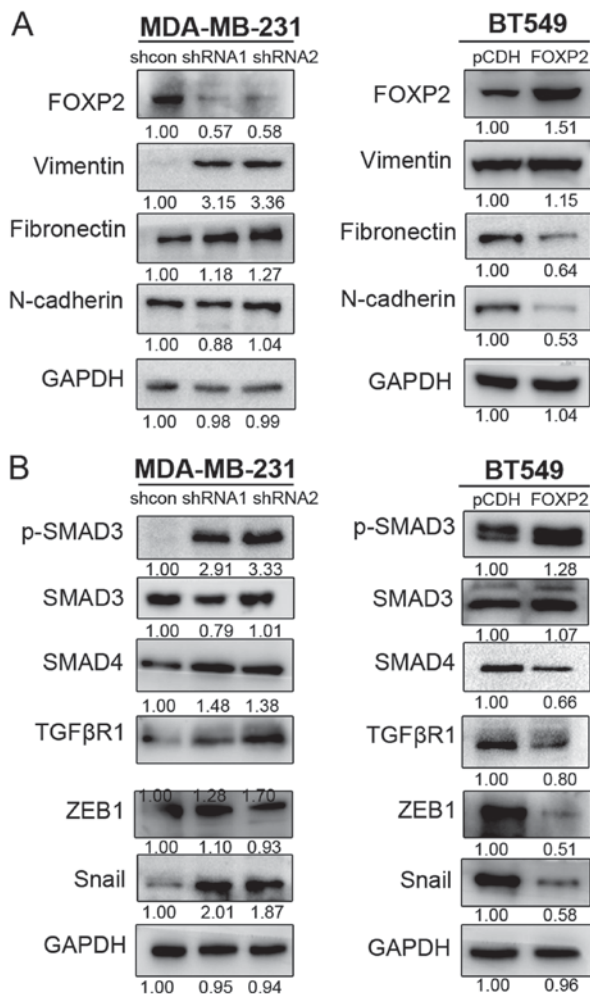 A
MDA-MB-231
shcon shRNA1 shRNA2
FOXP2
1.00 0.57 0.58
Vimentin
1.00 3.15 3.36
Fibronectin
1.00 1.18 1.27
N-cadherin
1.00 0.88 1.04
GAPDH
1.00 0.98 0.99
BT549
pCDH FOXP2
FOXP2
1.00 1.51
Vimentin
1.00 1.15
Fibronectin
1.00 0.64
N-cadherin
1.00 0.53
GAPDH
1.00 1.04
B
MDA-MB-231
shcon shRNA1 shRNA2
p-SMAD3
1.00 2.91 3.33
SMAD3
1.00 0.79 1.01
SMAD4
1.00 1.48 1.38
TGFβR1
1.00 1.28 1.70
ZEB1
1.00 1.10 0.93
Snail
1.00 2.01 1.87
GAPDH
1.00 0.95 0.94
BT549
pCDH FOXP2
p-SMAD3
1.00 1.28
SMAD3
1.00 1.07
SMAD4
1.00 0.66
TGFβR1
1.00 0.80
ZEB1
1.00 0.51
Snail
1.00 0.58
GAPDH
1.00 0.96